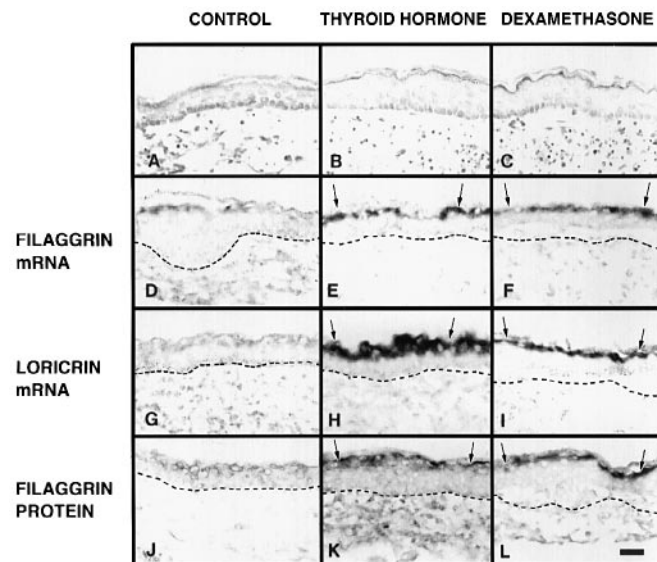 CONTROL THYROID HORMONE DEXAMETHASONE
A B C
FILAGGRIN
mRNA
D E F
LORICRIN
mRNA
G H I
FILAGGRIN
PROTEIN
J K L